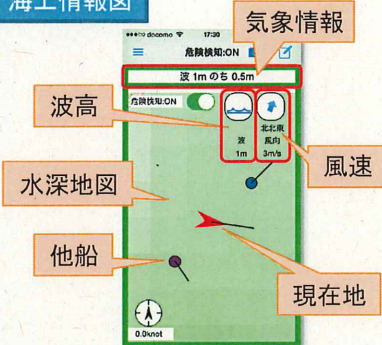 海上情報図
気象情報
docomo 17:30
危険検知:ON
波 1m のち 0.5m
危険検知:ON
波高
波
1m
北北東
風向
3m/s
風速
水深地図
他船
現在地
0.0knot